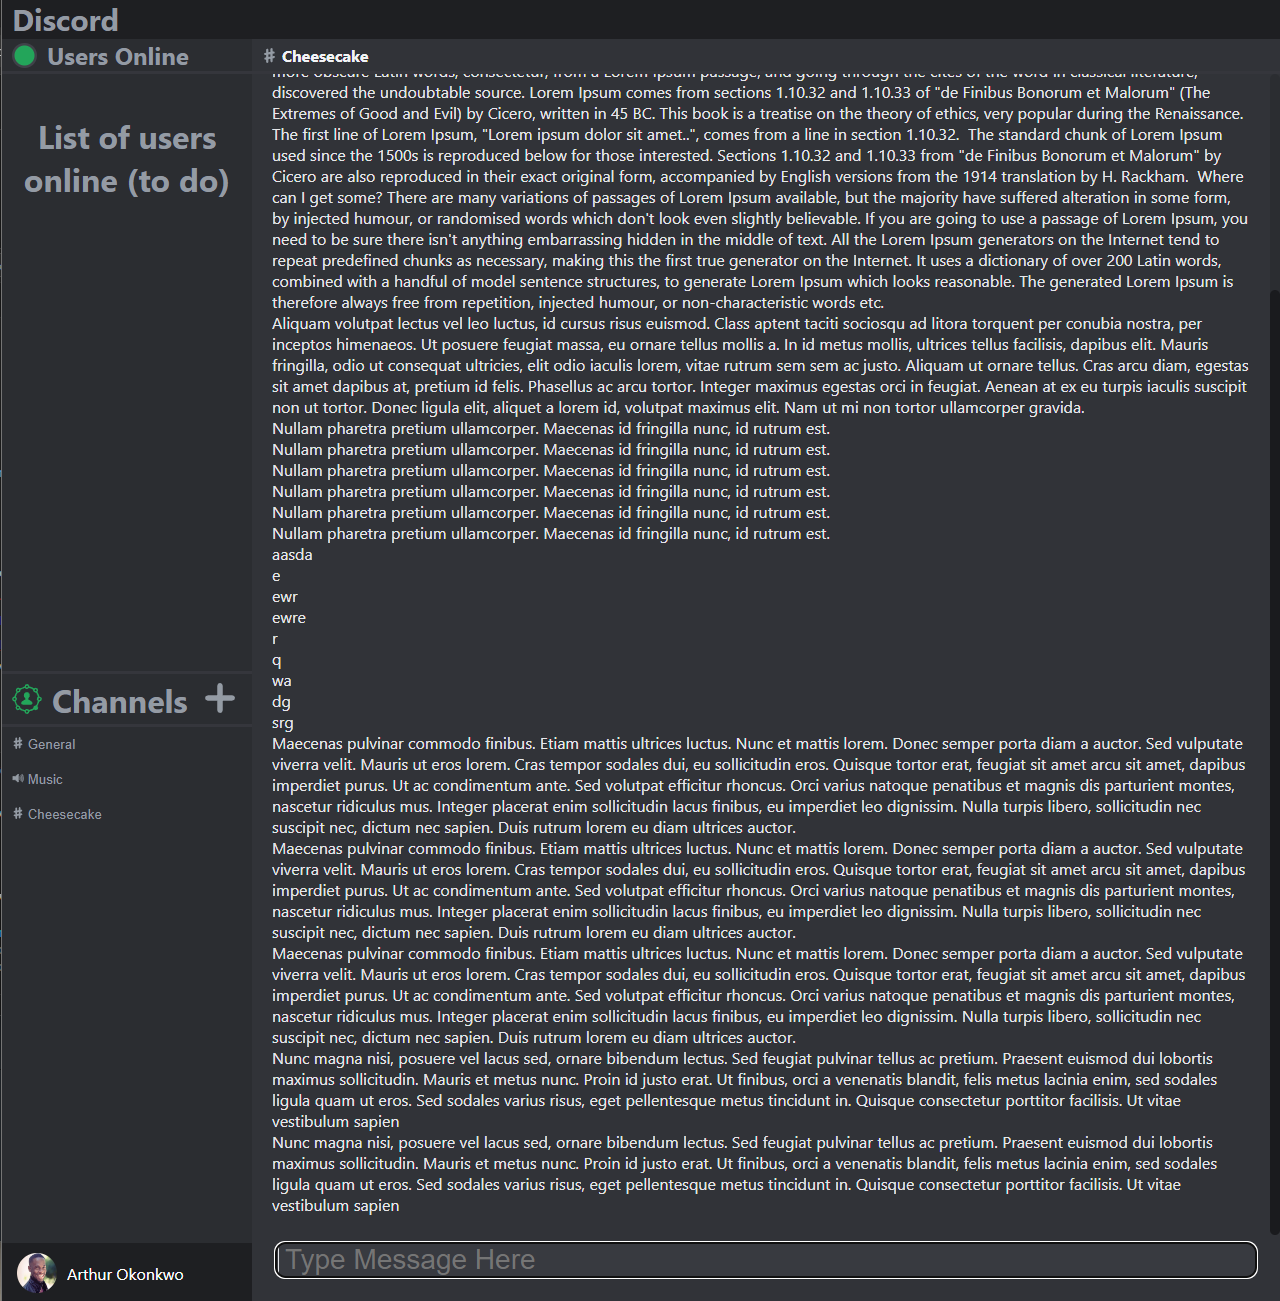 Discord
Users Online
# Cheesecake
List of users
online (to do)
more obscure Latin words, consectetur, from a Lorem Ipsum passage, and going through the cites of the word in classical literature,
discovered the undoubtable source. Lorem Ipsum comes from sections 1.10.32 and 1.10.33 of "de Finibus Bonorum et Malorum" (The
Extremes of Good and Evil) by Cicero, written in 45 BC. This book is a treatise on the theory of ethics, very popular during the Renaissance.
The first line of Lorem Ipsum, "Lorem ipsum dolor sit amet..", comes from a line in section 1.10.32.  The standard chunk of Lorem Ipsum
used since the 1500s is reproduced below for those interested. Sections 1.10.32 and 1.10.33 from "de Finibus Bonorum et Malorum" by
Cicero are also reproduced in their exact original form, accompanied by English versions from the 1914 translation by H. Rackham.  Where
can I get some? There are many variations of passages of Lorem Ipsum available, but the majority have suffered alteration in some form,
by injected humour, or randomised words which don't look even slightly believable. If you are going to use a passage of Lorem Ipsum, you
need to be sure there isn't anything embarrassing hidden in the middle of text. All the Lorem Ipsum generators on the Internet tend to
repeat predefined chunks as necessary, making this the first true generator on the Internet. It uses a dictionary of over 200 Latin words,
combined with a handful of model sentence structures, to generate Lorem Ipsum which looks reasonable. The generated Lorem Ipsum is
therefore always free from repetition, injected humour, or non-characteristic words etc.
Aliquam volutpat lectus vel leo luctus, id cursus risus euismod. Class aptent taciti sociosqu ad litora torquent per conubia nostra, per
inceptos himenaeos. Ut posuere feugiat massa, eu ornare tellus mollis a. In id metus mollis, ultrices tellus facilisis, dapibus elit. Mauris
fringilla, odio ut consequat ultricies, elit odio iaculis lorem, vitae rutrum sem sem ac justo. Aliquam ut ornare tellus. Cras arcu diam, egestas
sit amet dapibus at, pretium id felis. Phasellus ac arcu tortor. Integer maximus egestas orci in feugiat. Aenean at ex eu turpis iaculis suscipit
non ut tortor. Donec ligula elit, aliquet a lorem id, volutpat maximus elit. Nam ut mi non tortor ullamcorper gravida.
Nullam pharetra pretium ullamcorper. Maecenas id fringilla nunc, id rutrum est.
Nullam pharetra pretium ullamcorper. Maecenas id fringilla nunc, id rutrum est.
Nullam pharetra pretium ullamcorper. Maecenas id fringilla nunc, id rutrum est.
Nullam pharetra pretium ullamcorper. Maecenas id fringilla nunc, id rutrum est.
Nullam pharetra pretium ullamcorper. Maecenas id fringilla nunc, id rutrum est.
Nullam pharetra pretium ullamcorper. Maecenas id fringilla nunc, id rutrum est.
aasda
e
ewr
ewre
r
q
wa
dg
srg
Maecenas pulvinar commodo finibus. Etiam mattis ultrices luctus. Nunc et mattis lorem. Donec semper porta diam a auctor. Sed vulputate
viverra velit. Mauris ut eros lorem. Cras tempor sodales dui, eu sollicitudin eros. Quisque tortor erat, feugiat sit amet arcu sit amet, dapibus
imperdiet purus. Ut ac condimentum ante. Sed volutpat efficitur rhoncus. Orci varius natoque penatibus et magnis dis parturient montes,
nascetur ridiculus mus. Integer placerat enim sollicitudin lacus finibus, eu imperdiet leo dignissim. Nulla turpis libero, sollicitudin nec
suscipit nec, dictum nec sapien. Duis rutrum lorem eu diam ultrices auctor.
Maecenas pulvinar commodo finibus. Etiam mattis ultrices luctus. Nunc et mattis lorem. Donec semper porta diam a auctor. Sed vulputate
viverra velit. Mauris ut eros lorem. Cras tempor sodales dui, eu sollicitudin eros. Quisque tortor erat, feugiat sit amet arcu sit amet, dapibus
imperdiet purus. Ut ac condimentum ante. Sed volutpat efficitur rhoncus. Orci varius natoque penatibus et magnis dis parturient montes,
nascetur ridiculus mus. Integer placerat enim sollicitudin lacus finibus, eu imperdiet leo dignissim. Nulla turpis libero, sollicitudin nec
suscipit nec, dictum nec sapien. Duis rutrum lorem eu diam ultrices auctor.
Maecenas pulvinar commodo finibus. Etiam mattis ultrices luctus. Nunc et mattis lorem. Donec semper porta diam a auctor. Sed vulputate
viverra velit. Mauris ut eros lorem. Cras tempor sodales dui, eu sollicitudin eros. Quisque tortor erat, feugiat sit amet arcu sit amet, dapibus
imperdiet purus. Ut ac condimentum ante. Sed volutpat efficitur rhoncus. Orci varius natoque penatibus et magnis dis parturient montes,
nascetur ridiculus mus. Integer placerat enim sollicitudin lacus finibus, eu imperdiet leo dignissim. Nulla turpis libero, sollicitudin nec
suscipit nec, dictum nec sapien. Duis rutrum lorem eu diam ultrices auctor.
Nunc magna nisi, posuere vel lacus sed, ornare bibendum lectus. Sed feugiat pulvinar tellus ac pretium. Praesent euismod dui lobortis
maximus sollicitudin. Mauris et metus nunc. Proin id justo erat. Ut finibus, orci a venenatis blandit, felis metus lacinia enim, sed sodales
ligula quam ut eros. Sed sodales varius risus, eget pellentesque metus tincidunt in. Quisque consectetur porttitor facilisis. Ut vitae
vestibulum sapien
Nunc magna nisi, posuere vel lacus sed, ornare bibendum lectus. Sed feugiat pulvinar tellus ac pretium. Praesent euismod dui lobortis
maximus sollicitudin. Mauris et metus nunc. Proin id justo erat. Ut finibus, orci a venenatis blandit, felis metus lacinia enim, sed sodales
ligula quam ut eros. Sed sodales varius risus, eget pellentesque metus tincidunt in. Quisque consectetur porttitor facilisis. Ut vitae
vestibulum sapien
Channels
# General
Music
# Cheesecake
Arthur Okonkwo
Type Message Here